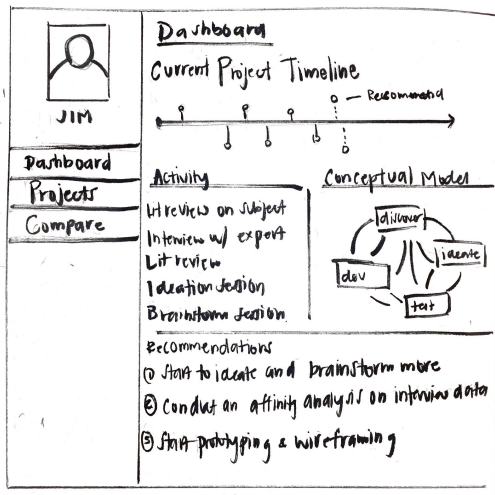 Dashboard
Current Project Timeline
Recommended
JIM
Dashboard
Projects
Compare
Activity
Lit review on subject
Interview w/ expert
Lit review
Ideation session
Brainstorm session
Conceptual Model
discover
ideate
dev
test
Recommendations
① Start to ideate and brainstorm more
② Conduct an affinity analysis on interview data
③ Start prototyping & wireframing